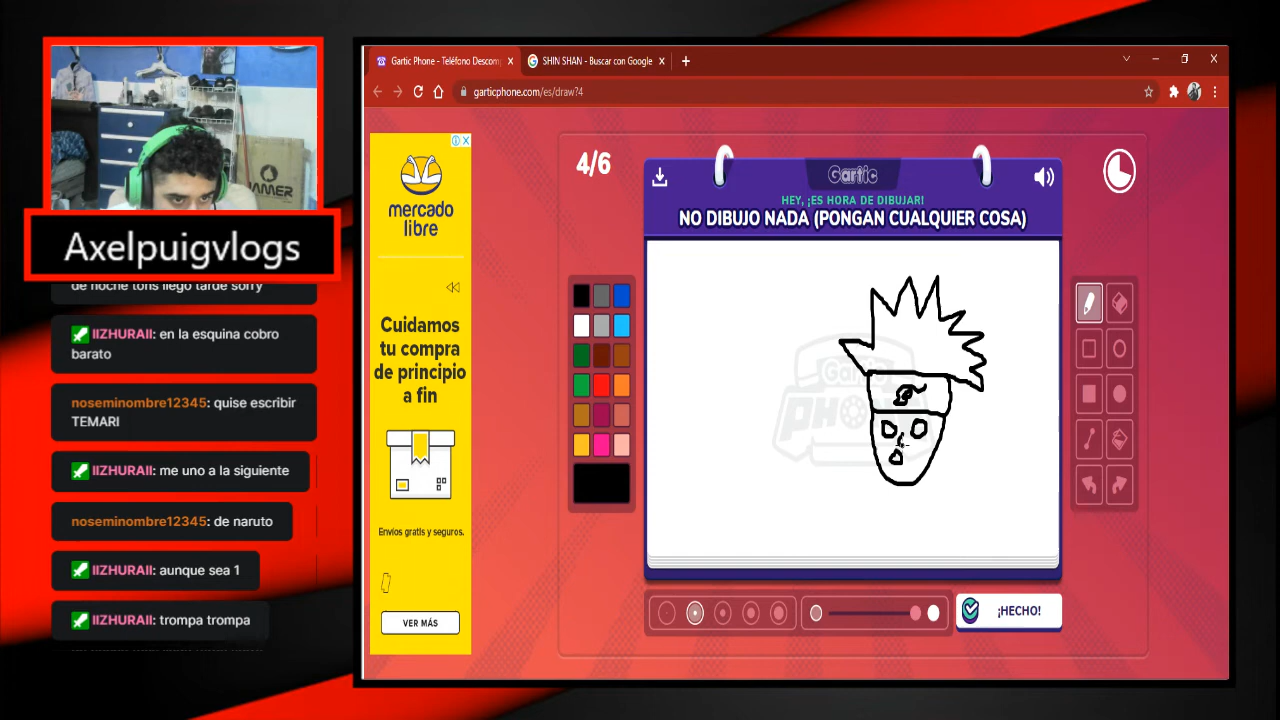 Axelpuigvlogs
de noche tons llego tarde sorry
IIZHURAII: en la esquina cobro
barato
noseminombre12345: quise escribir
TEMARI
IIZHURAII: me uno a la siguiente
noseminombre12345: de naruto
IIZHURAII: aunque sea 1
IIZHURAII: trompa trompa
Gartic Phone - Teléfono Descom
SHIN SHAN - Buscar con Google
garticphone.com/es/draw?4
mercado
libre
Cuidamos
tu compra
de principio
a fin
Envíos gratis y seguros.
VER MÁS
4/6
Gartic
HEY, ¡ES HORA DE DIBUJAR!
NO DIBUJO NADA (PONGAN CUALQUIER COSA)
Gartic
PHONE
¡HECHO!